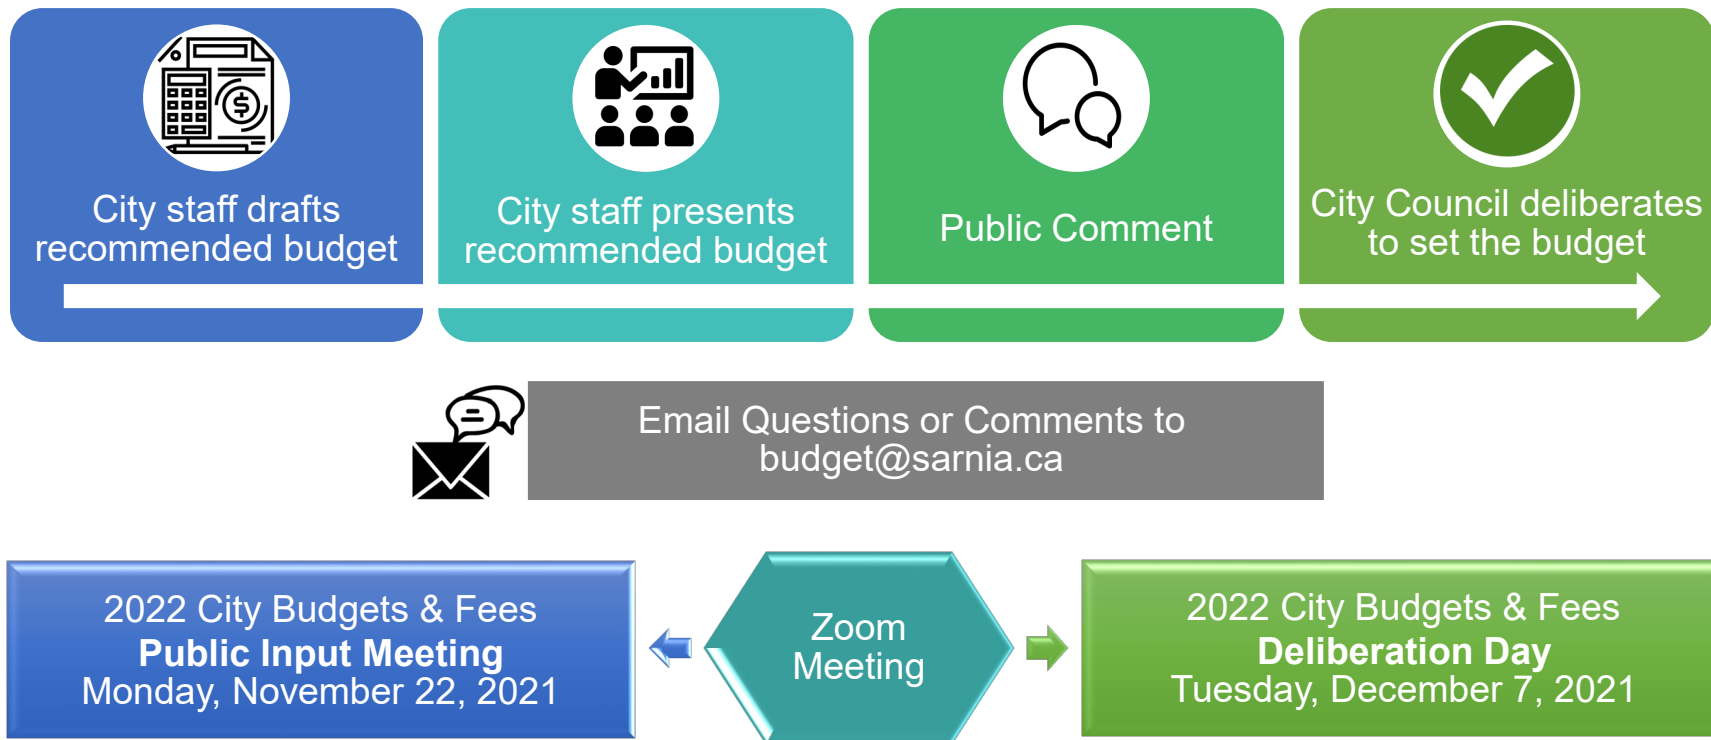 City staff drafts
recommended budget
City staff presents
recommended budget
Public Comment
City Council deliberates
to set the budget
Email Questions or Comments to
budget@sarnia.ca
2022 City Budgets & Fees
Public Input Meeting
Monday, November 22, 2021
Zoom
Meeting
2022 City Budgets & Fees
Deliberation Day
Tuesday, December 7, 2021